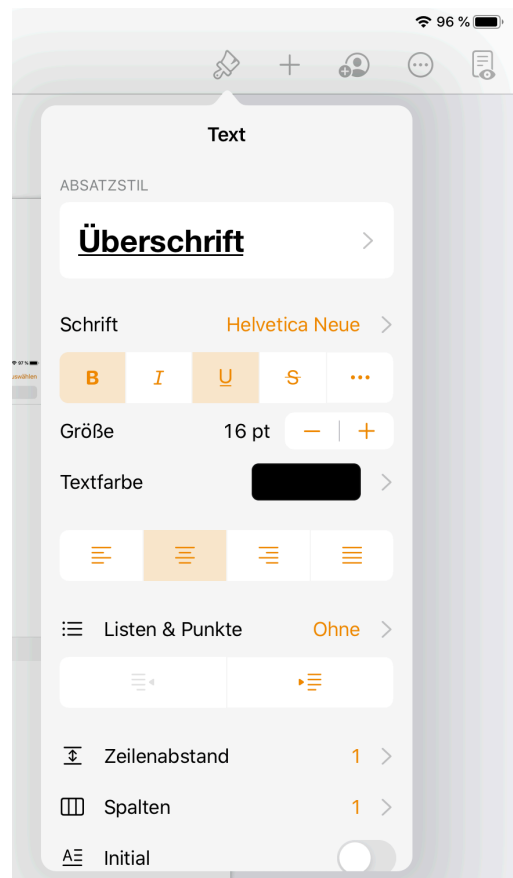 96 %
Text
ABSATZSTIL
Überschrift
Schrift Helvetica Neue
B I U S
Größe 16 pt
Textfarbe
Listen & Punkte Ohne
Zeilenabstand 1
Spalten 1
Initial